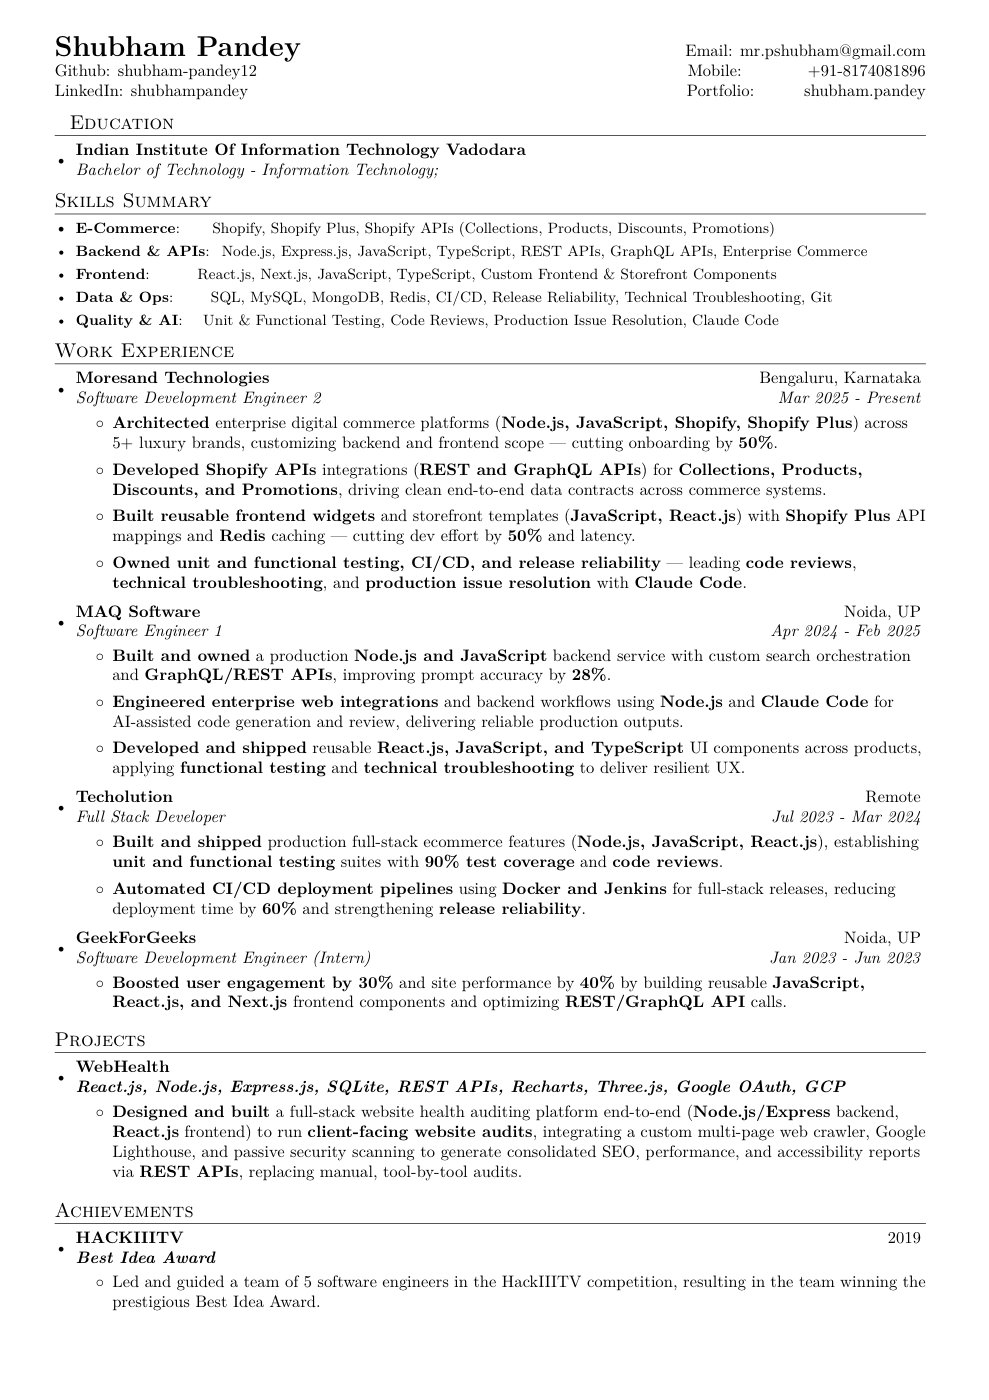 Shubham Pandey
Email: mr.pshubham@gmail.com
Github: shubham-pandey12
Mobile: +91-8174081896
LinkedIn: shubhampandey
Portfolio: shubham.pandey
Education
• Indian Institute Of Information Technology Vadodara
Bachelor of Technology - Information Technology;
Skills Summary
• E-Commerce: Shopify, Shopify Plus, Shopify APIs (Collections, Products, Discounts, Promotions)
• Backend & APIs: Node.js, Express.js, JavaScript, TypeScript, REST APIs, GraphQL APIs, Enterprise Commerce
• Frontend: React.js, Next.js, JavaScript, TypeScript, Custom Frontend & Storefront Components
• Data & Ops: SQL, MySQL, MongoDB, Redis, CI/CD, Release Reliability, Technical Troubleshooting, Git
• Quality & AI: Unit & Functional Testing, Code Reviews, Production Issue Resolution, Claude Code
Work Experience
• Moresand Technologies Bengaluru, Karnataka
Software Development Engineer 2 Mar 2025 - Present
◦ Architected enterprise digital commerce platforms (Node.js, JavaScript, Shopify, Shopify Plus) across
5+ luxury brands, customizing backend and frontend scope — cutting onboarding by 50%.
◦ Developed Shopify APIs integrations (REST and GraphQL APIs) for Collections, Products,
Discounts, and Promotions, driving clean end-to-end data contracts across commerce systems.
◦ Built reusable frontend widgets and storefront templates (JavaScript, React.js) with Shopify Plus API
mappings and Redis caching — cutting dev effort by 50% and latency.
◦ Owned unit and functional testing, CI/CD, and release reliability — leading code reviews,
technical troubleshooting, and production issue resolution with Claude Code.
• MAQ Software Noida, UP
Software Engineer 1 Apr 2024 - Feb 2025
◦ Built and owned a production Node.js and JavaScript backend service with custom search orchestration
and GraphQL/REST APIs, improving prompt accuracy by 28%.
◦ Engineered enterprise web integrations and backend workflows using Node.js and Claude Code for
AI-assisted code generation and review, delivering reliable production outputs.
◦ Developed and shipped reusable React.js, JavaScript, and TypeScript UI components across products,
applying functional testing and technical troubleshooting to deliver resilient UX.
• Techolution Remote
Full Stack Developer Jul 2023 - Mar 2024
◦ Built and shipped production full-stack ecommerce features (Node.js, JavaScript, React.js), establishing
unit and functional testing suites with 90% test coverage and code reviews.
◦ Automated CI/CD deployment pipelines using Docker and Jenkins for full-stack releases, reducing
deployment time by 60% and strengthening release reliability.
• GeekForGeeks Noida, UP
Software Development Engineer (Intern) Jan 2023 - Jun 2023
◦ Boosted user engagement by 30% and site performance by 40% by building reusable JavaScript,
React.js, and Next.js frontend components and optimizing REST/GraphQL API calls.
Projects
• WebHealth
React.js, Node.js, Express.js, SQLite, REST APIs, Recharts, Three.js, Google OAuth, GCP
◦ Designed and built a full-stack website health auditing platform end-to-end (Node.js/Express backend,
React.js frontend) to run client-facing website audits, integrating a custom multi-page web crawler, Google
Lighthouse, and passive security scanning to generate consolidated SEO, performance, and accessibility reports
via REST APIs, replacing manual, tool-by-tool audits.
Achievements
• HACKIIITV 2019
Best Idea Award
◦ Led and guided a team of 5 software engineers in the HackIIITV competition, resulting in the team winning the
prestigious Best Idea Award.